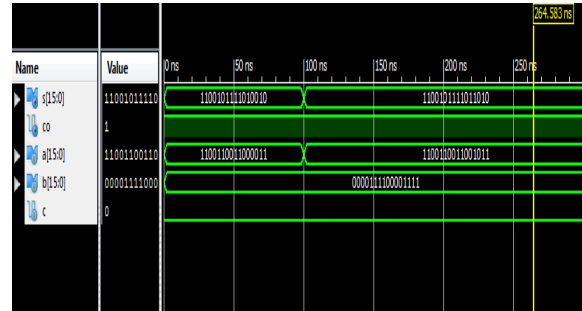 264.583 ns
Name Value 0 ns 50 ns 100 ns 150 ns 200 ns 250 ns
s[15:0] 11001011110 1100101111010010 1100101111011010
co 1
a[15:0] 11001100110 1100110011000011 1100110011001011
b[15:0] 00001111000 0000111100001111
c 0